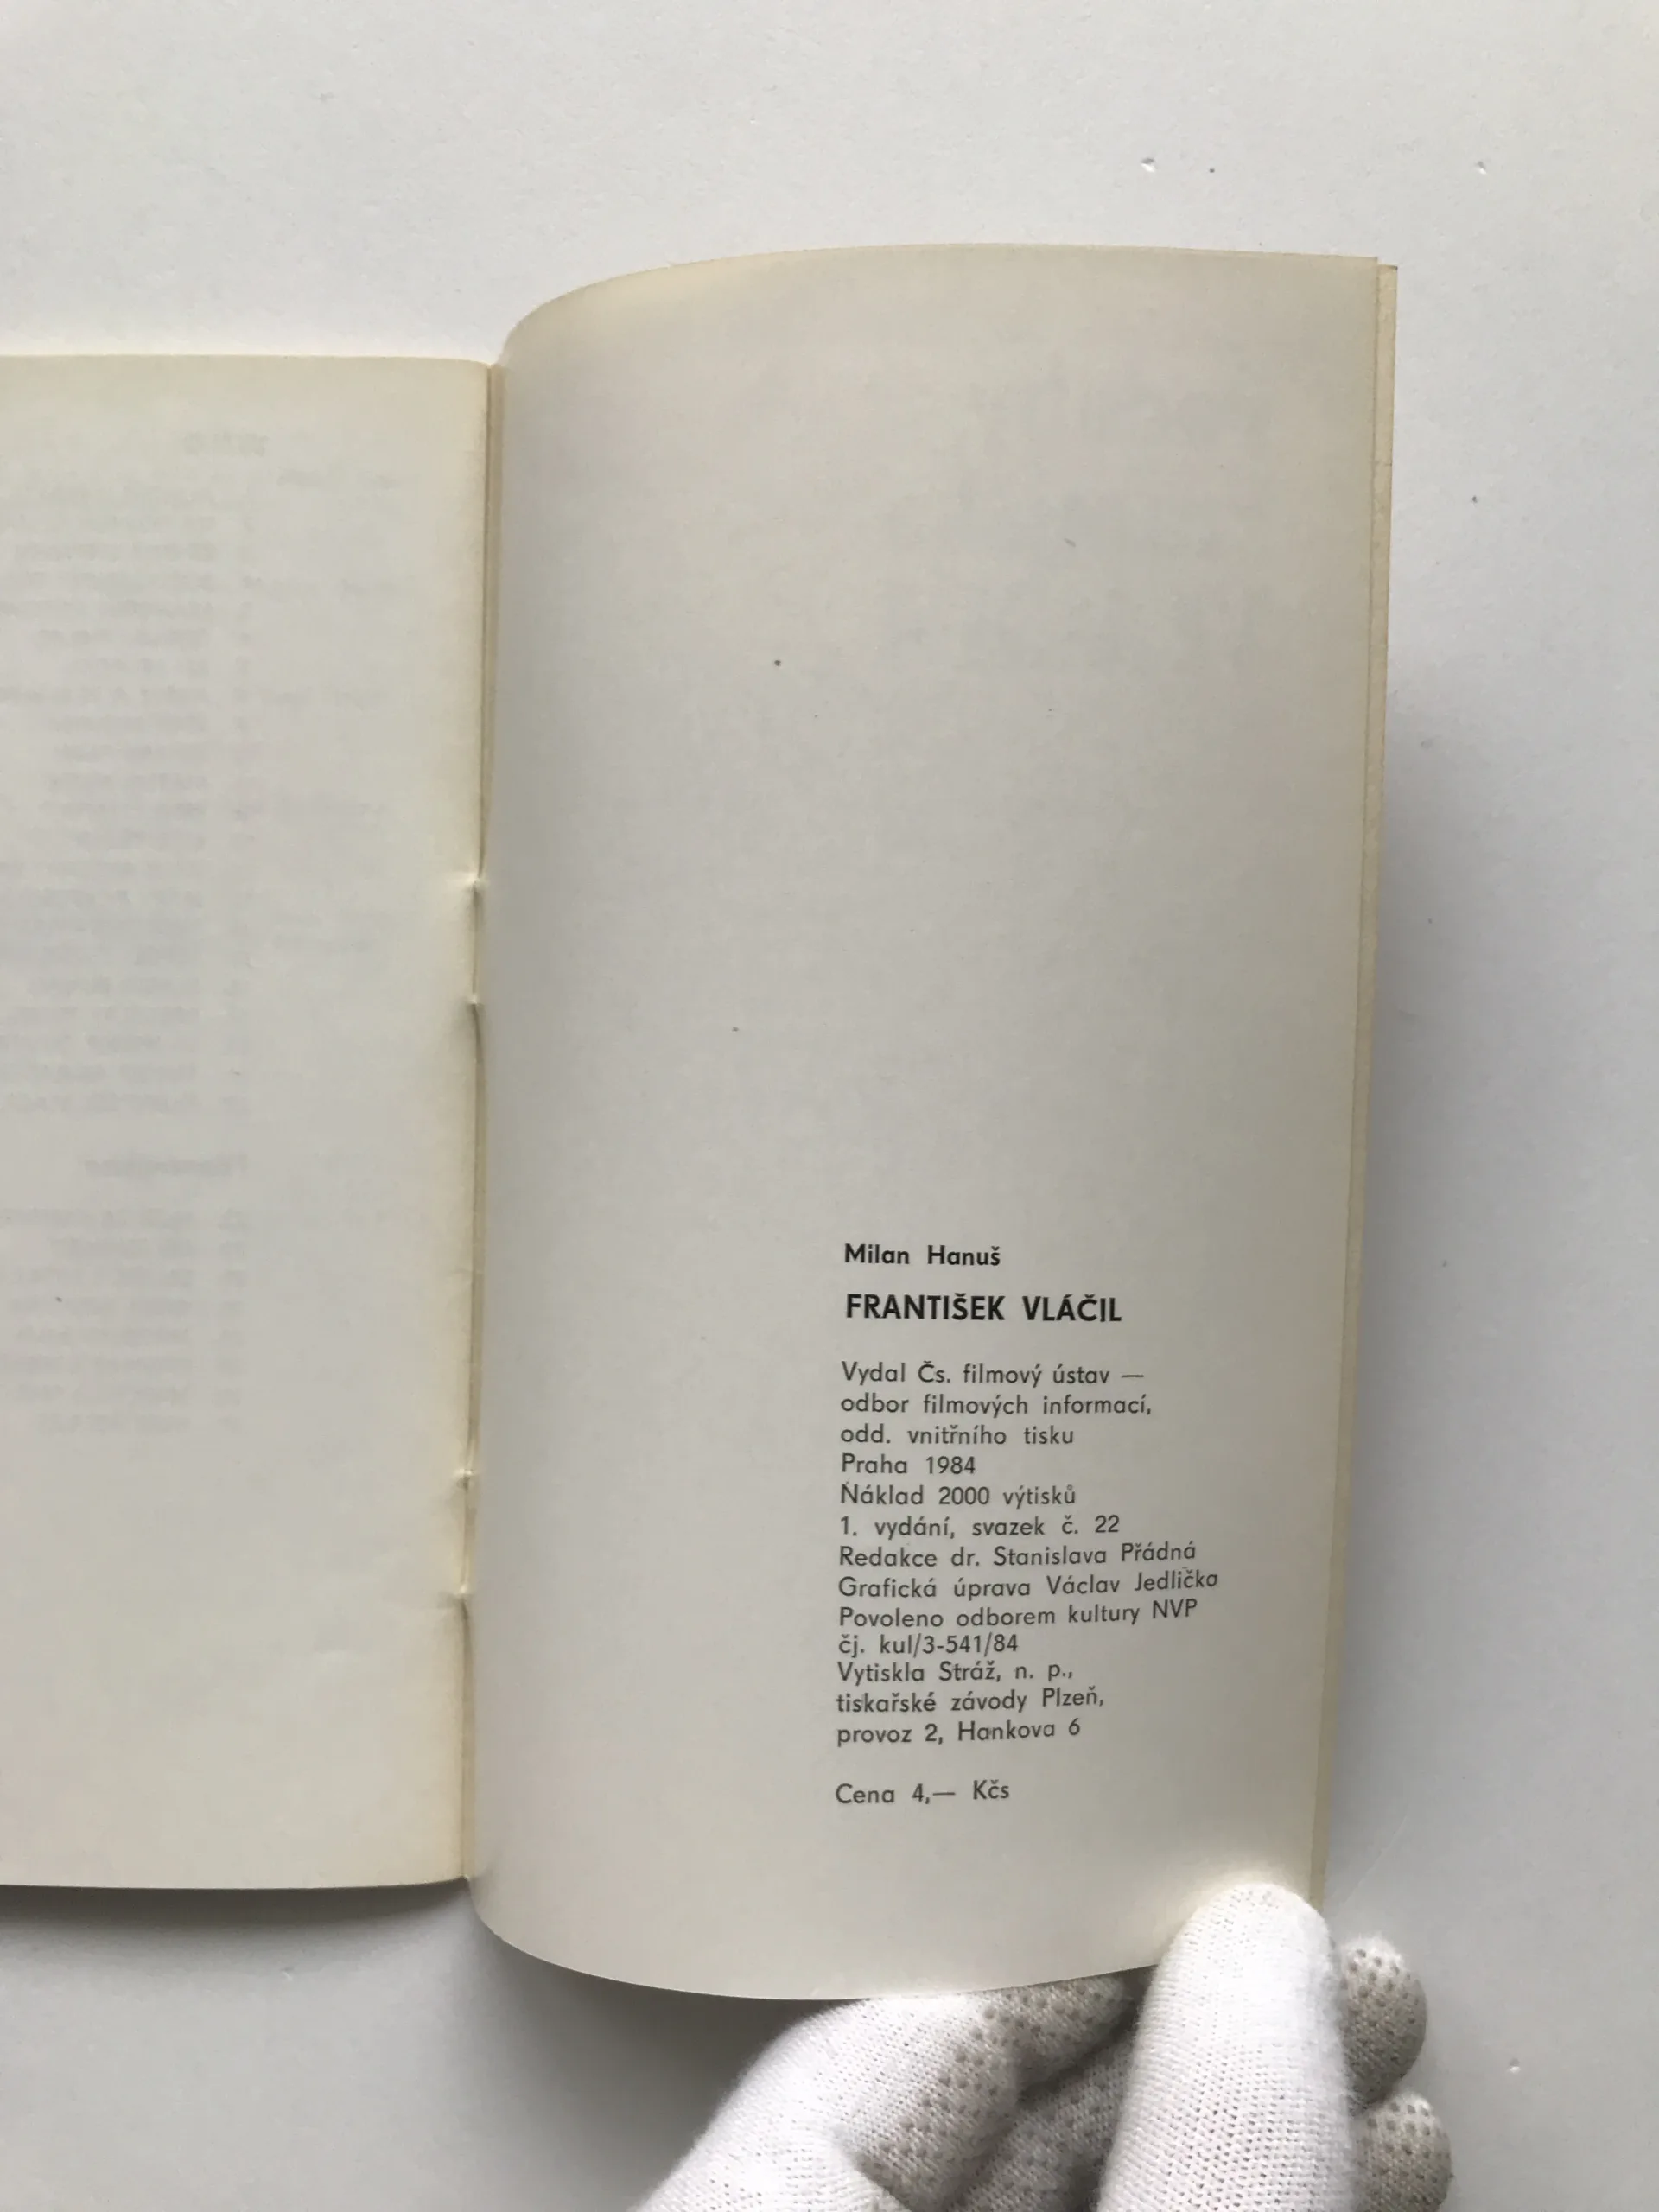 Milan Hanuš
FRANTIŠEK VLÁČIL
Vydal Čs. filmový ústav —
odbor filmových informací,
odd. vnitřního tisku
Praha 1984
Náklad 2000 výtisků
1. vydání, svazek č. 22
Redakce dr. Stanislava Přádná
Grafická úprava Václav Jedlička
Povoleno odborem kultury NVP
čj. kul/3-541/84
Vytiskla Stráž, n. p.,
tiskařské závody Plzeň,
provoz 2, Hankova 6
Cena 4,— Kčs